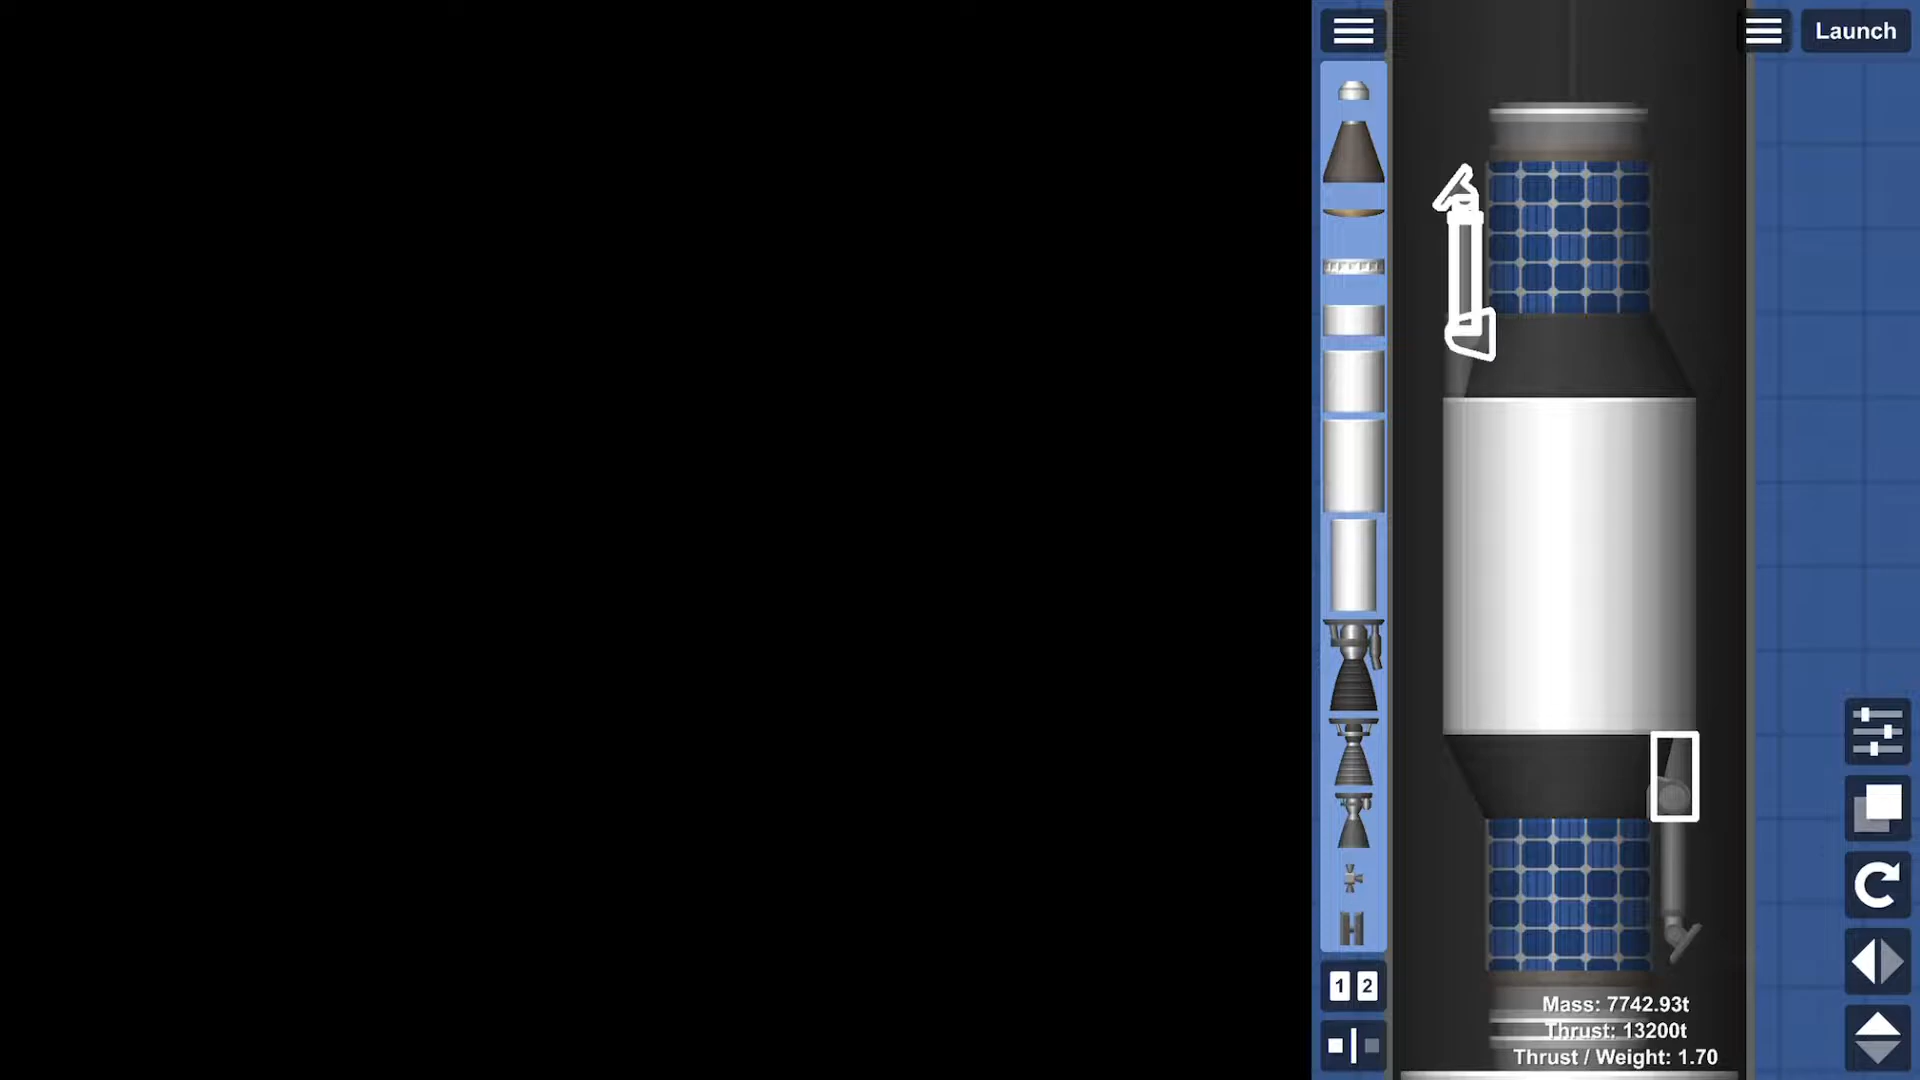 Launch
1 2
Mass: 7742.93t
Thrust: 13200t
Thrust / Weight: 1.70